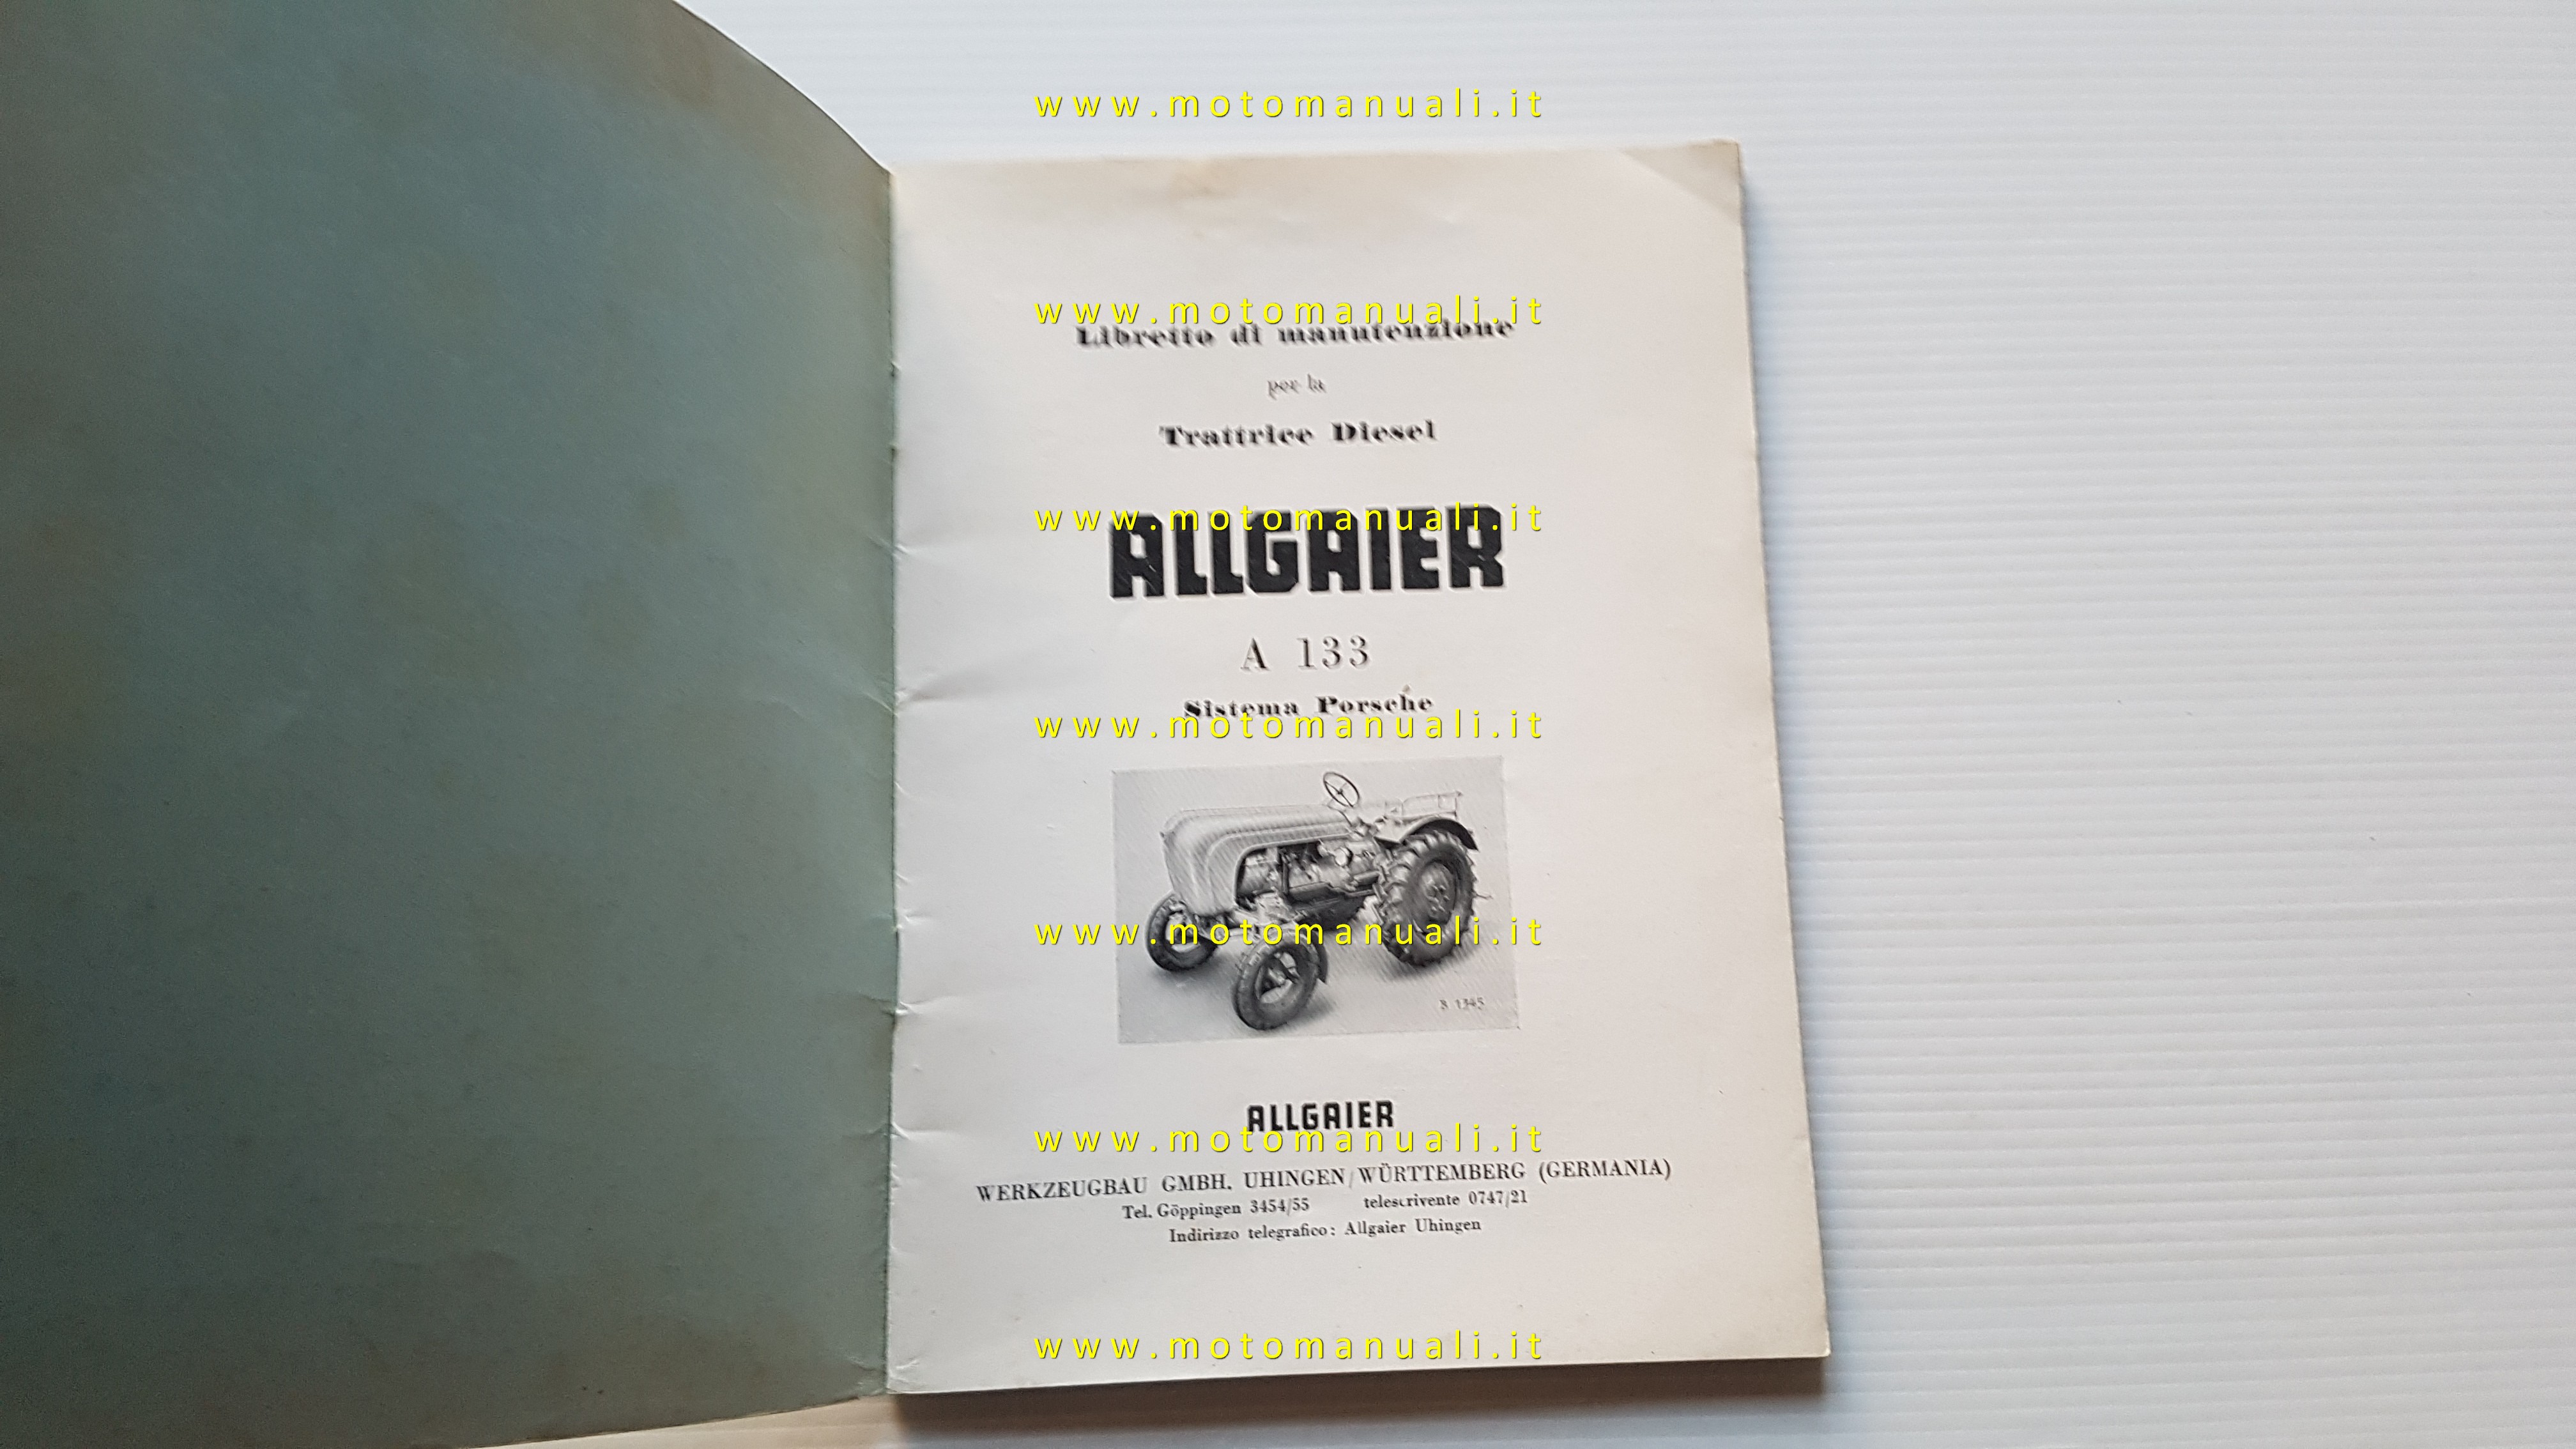 www.motomanuali.it
www.motomanuali.it
Libretto di manutenzione
per la
Trattrice Diesel
www.motomanuali.it
ALLGAIER
A 133
Sistema Porsche
www.motomanuali.it
www.motomanuali.it
B 1345
ALLGAIER
www.motomanuali.it
WERKZEUGBAU GMBH. UHINGEN/WÜRTTEMBERG (GERMANIA)
Tel. Göppingen 3454/55 telescrivente 0747/21
Indirizzo telegrafico: Allgaier Uhingen
www.motomanuali.it